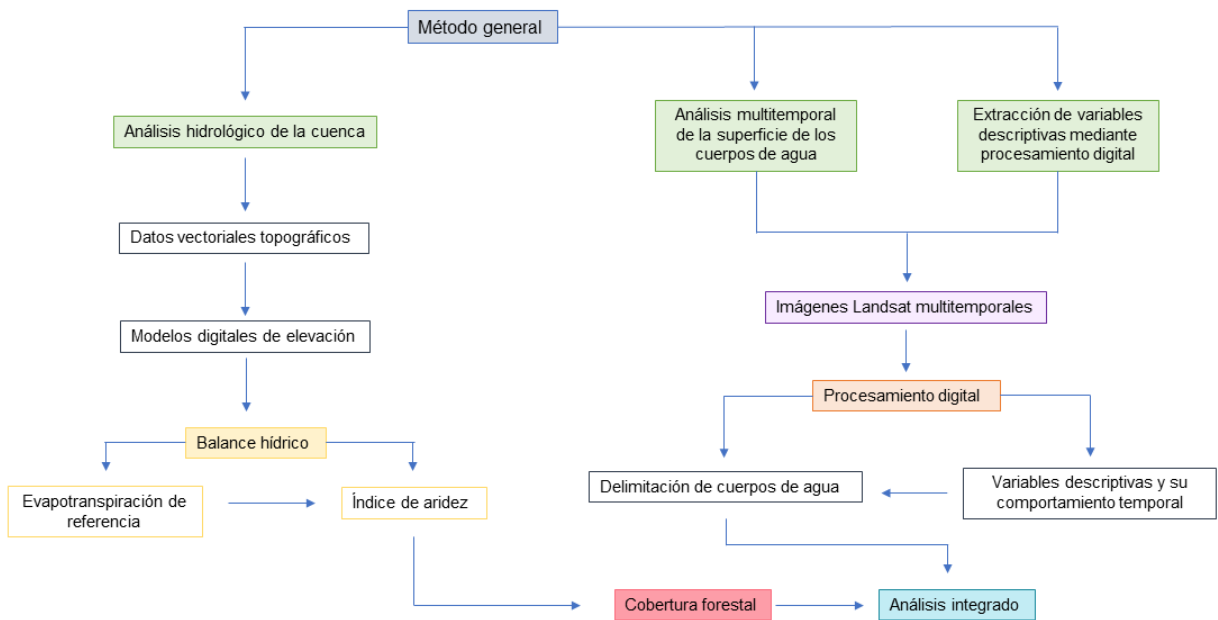 Método general
Análisis hidrológico de la cuenca
Análisis multitemporal
de la superficie de los
cuerpos de agua
Extracción de variables
descriptivas mediante
procesamiento digital
Datos vectoriales topográficos
Imágenes Landsat multitemporales
Modelos digitales de elevación
Procesamiento digital
Balance hídrico
Evapotranspiración de
referencia
Índice de aridez
Delimitación de cuerpos de agua
Variables descriptivas y su
comportamiento temporal
Cobertura forestal
Análisis integrado